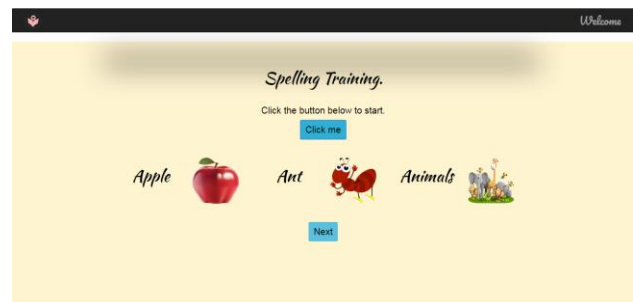 Welcome
Spelling Training.
Click the button below to start.
Click me
Apple Ant Animals
Next